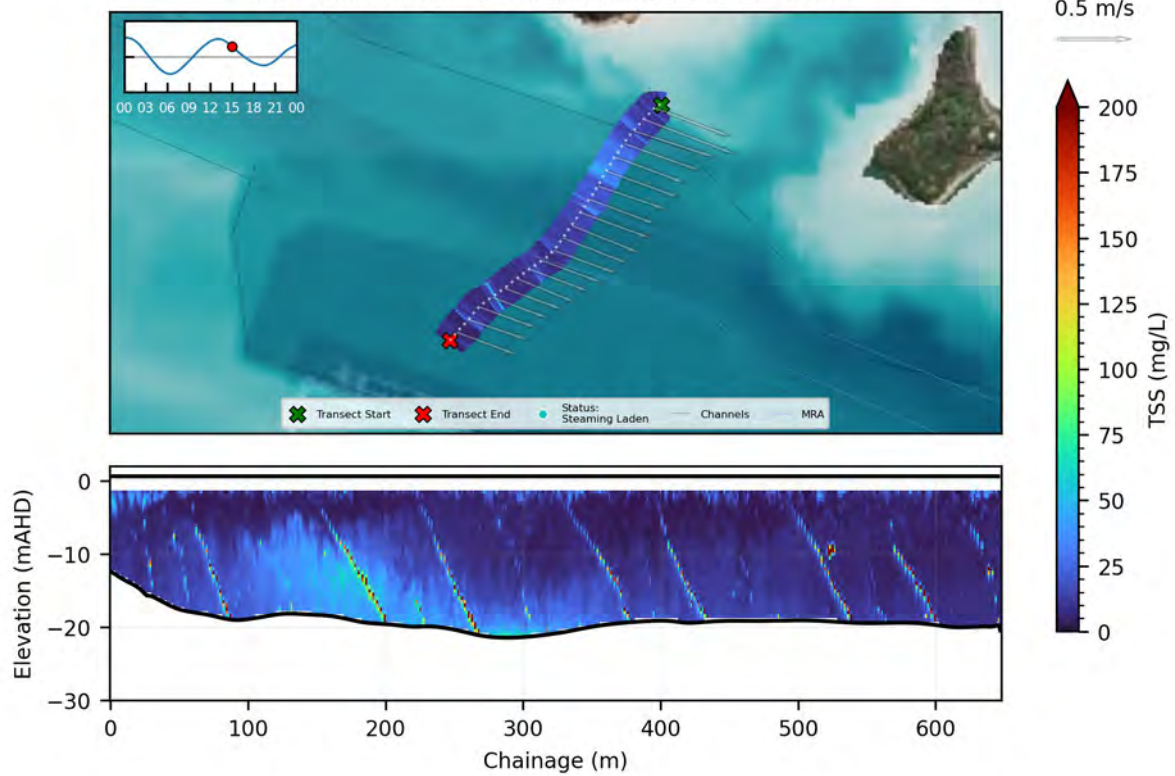 0.5 m/s
00 03 06 09 12 15 18 21 00
Transect Start
Transect End
Status:
Steaming Laden
Channels
MRA
200
175
150
125
100
75
50
25
0
TSS (mg/L)
0
−10
−20
−30
Elevation (mAHD)
0 100 200 300 400 500 600
Chainage (m)